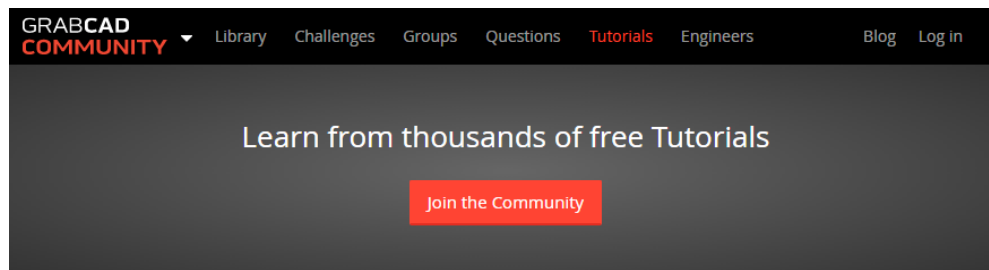 GRABCAD
COMMUNITY
Library Challenges Groups Questions Tutorials Engineers Blog Log in
Learn from thousands of free Tutorials
Join the Community